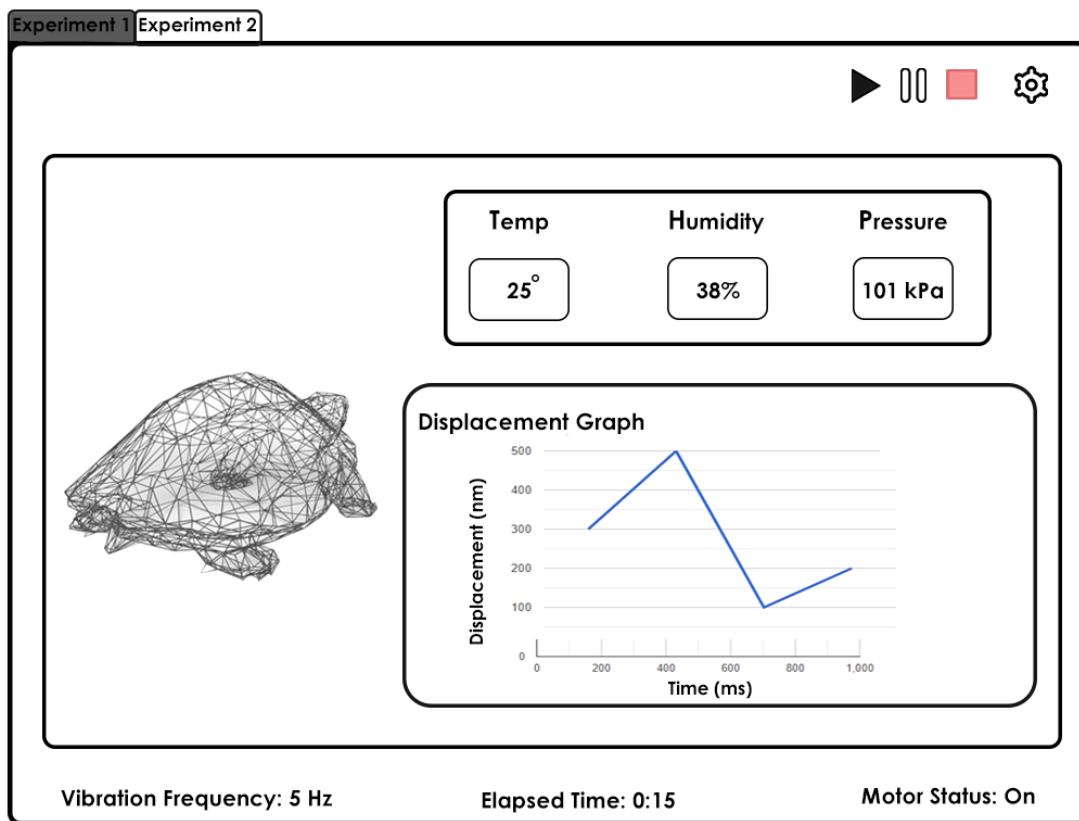 Experiment 1 Experiment 2
Temp Humidity Pressure
25° 38% 101 kPa
Displacement Graph
Displacement (nm)
500
400
300
200
100
0
0 200 400 600 800 1,000
Time (ms)
Vibration Frequency: 5 Hz Elapsed Time: 0:15 Motor Status: On